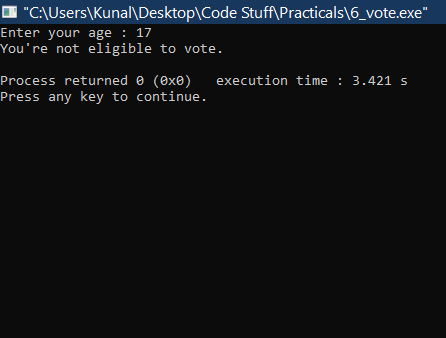 "C:\Users\Kunal\Desktop\Code Stuff\Practicals\6_vote.exe"
Enter your age : 17
You're not eligible to vote.
Process returned 0 (0x0)   execution time : 3.421 s
Press any key to continue.